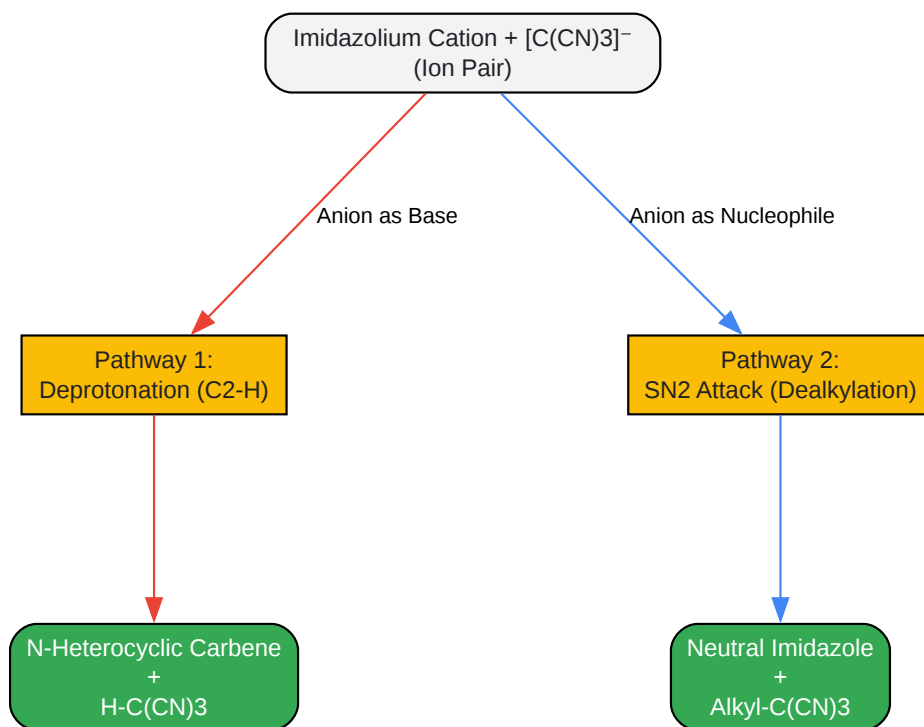 Imidazolium Cation + [C(CN)3]⁻
(Ion Pair)
Anion as Base
Anion as Nucleophile
Pathway 1:
Deprotonation (C2-H)
Pathway 2:
SN2 Attack (Dealkylation)
N-Heterocyclic Carbene
+
H-C(CN)3
Neutral Imidazole
+
Alkyl-C(CN)3